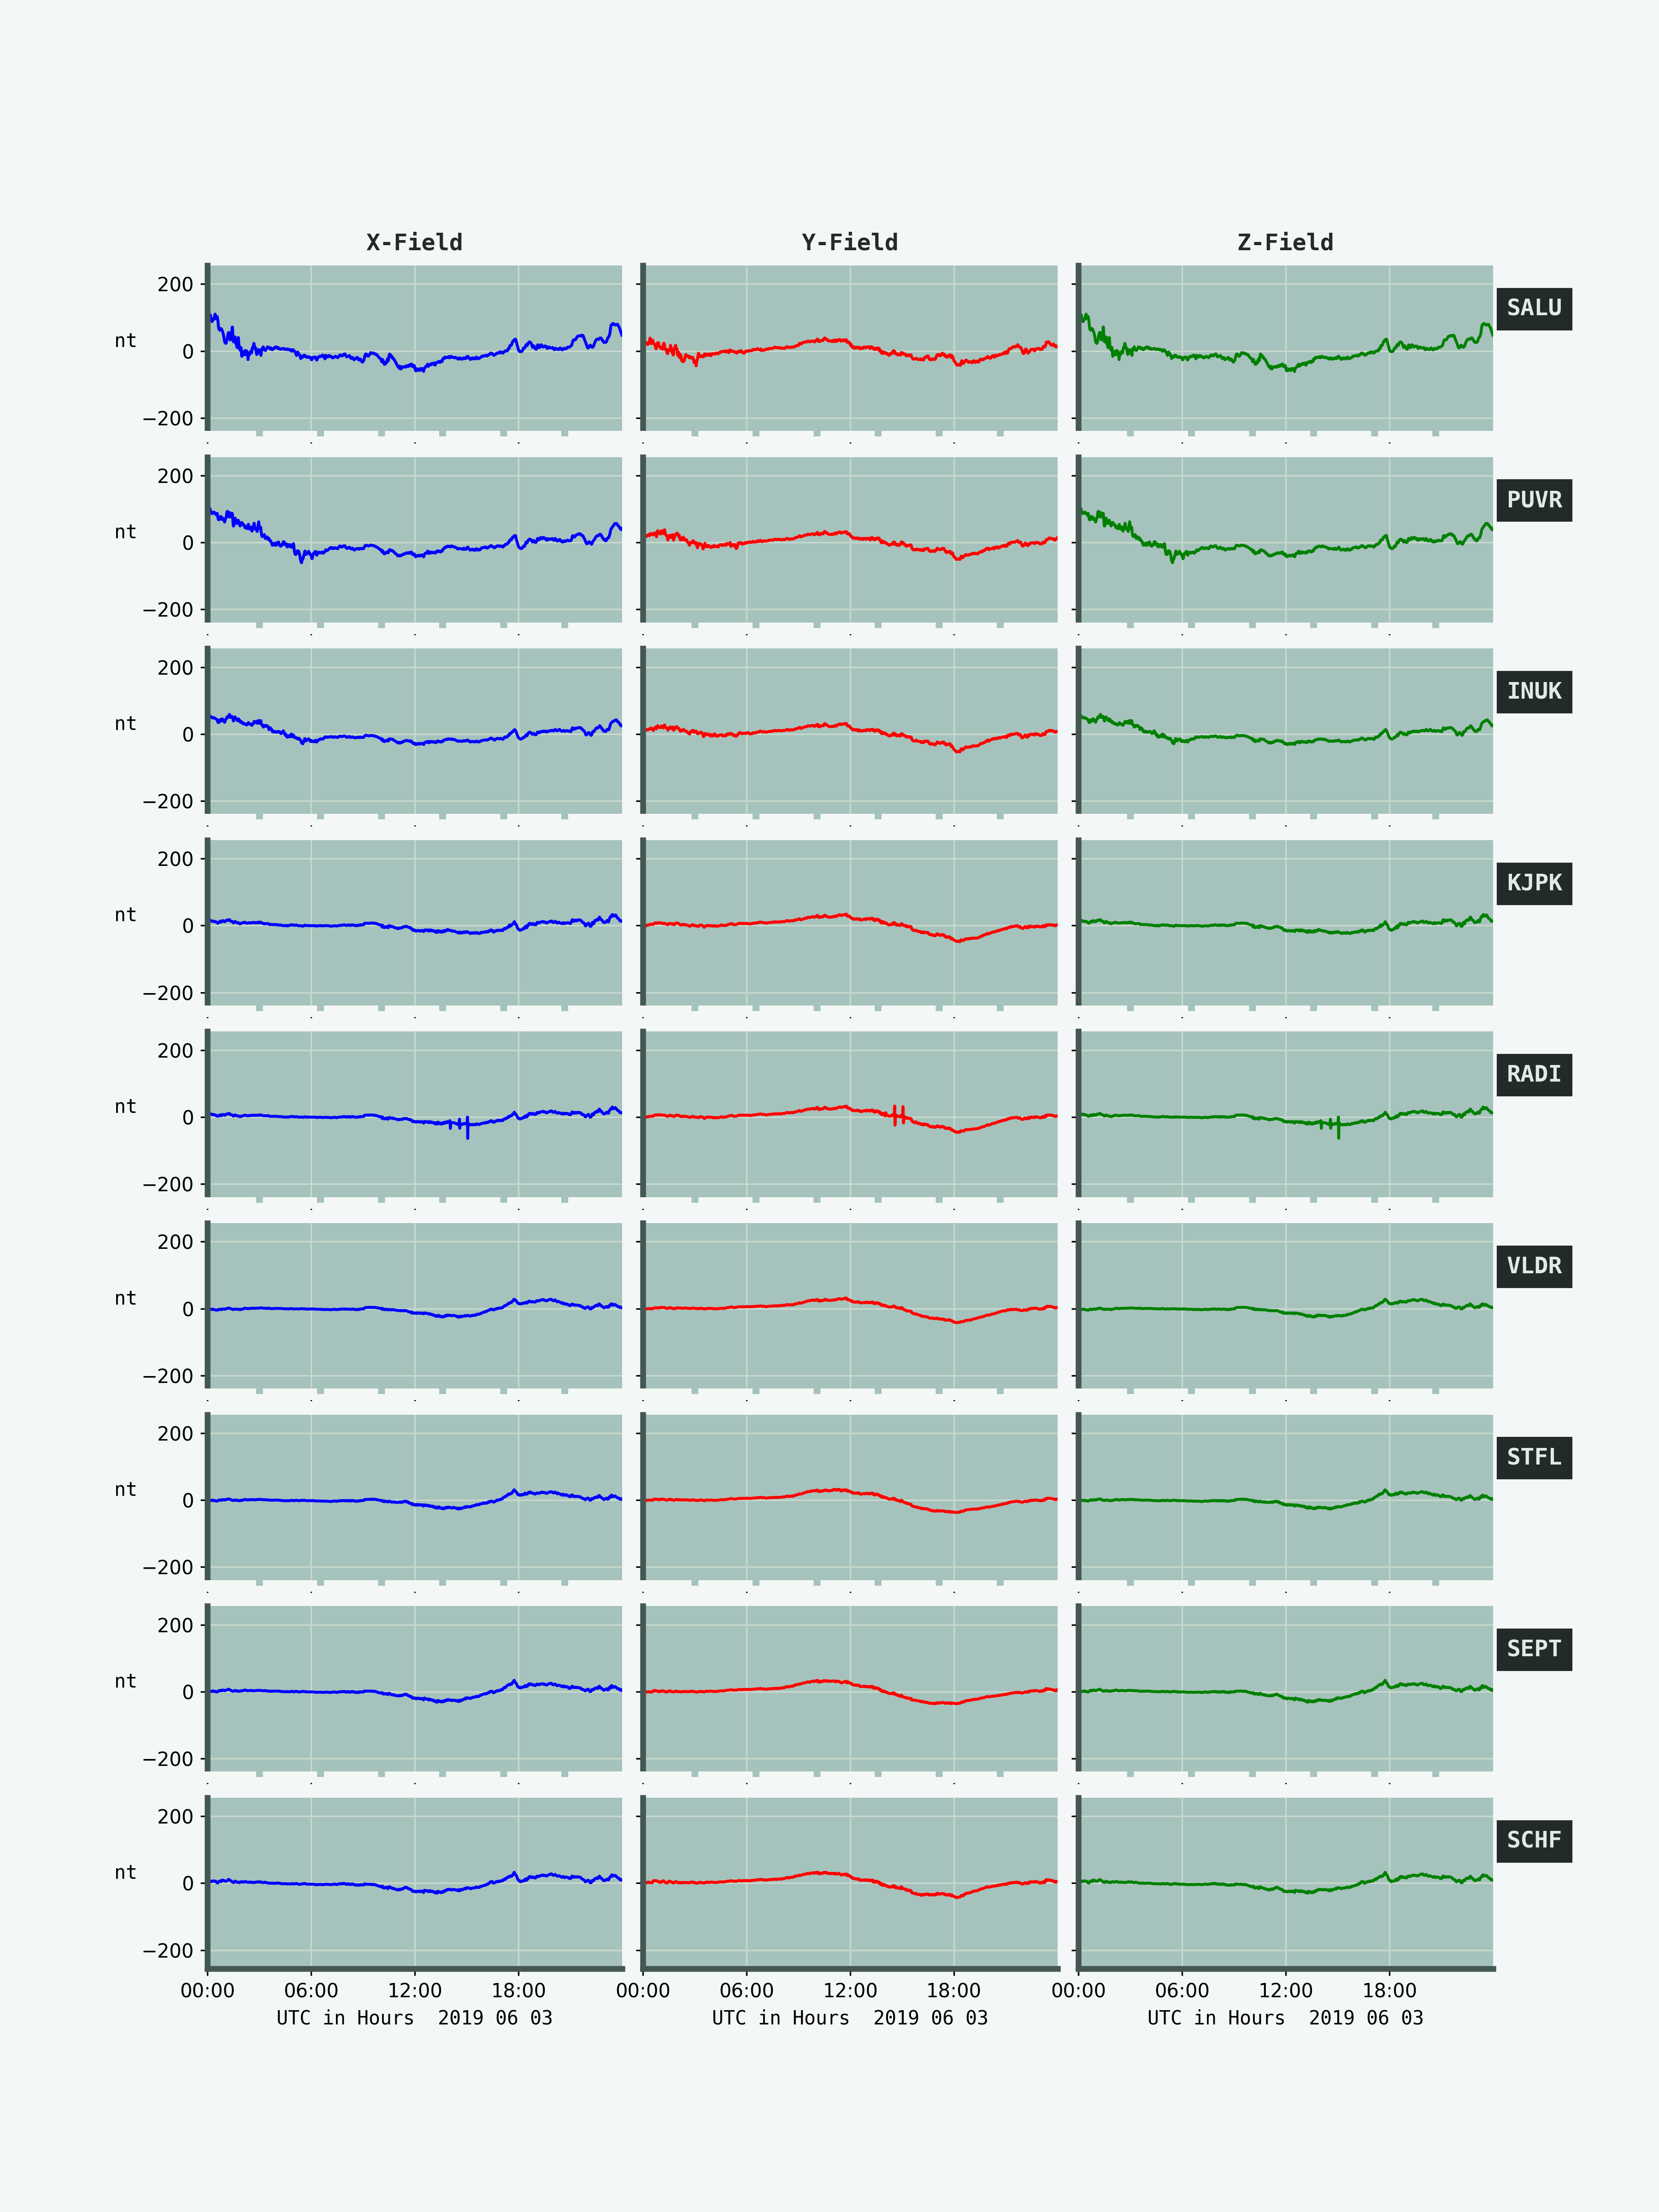 X-Field Y-Field Z-Field
200
0
−200
nt
SALU
200
0
−200
nt
PUVR
200
0
−200
nt
INUK
200
0
−200
nt
KJPK
200
0
−200
nt
RADI
200
0
−200
nt
VLDR
200
0
−200
nt
STFL
200
0
−200
nt
SEPT
200
0
−200
nt
SCHF
00:00 06:00 12:00 18:00 00:00 06:00 12:00 18:00 00:00 06:00 12:00 18:00
UTC in Hours 2019 06 03 UTC in Hours 2019 06 03 UTC in Hours 2019 06 03